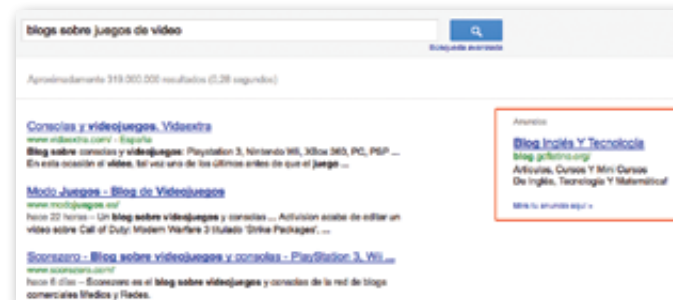 blogs sobre juegos de video
Búsqueda avanzada
Aproximadamente 319.000.000 resultados (0,28 segundos)
Consolas y videojuegos. Vidaextra
www.vidaextra.com/ - España
Blog sobre consolas y videojuegos: Playstation 3, Nintendo Wii, XBox 360, PC, PSP ...
En esta ocasión el video, tal vez uno de los últimos antes de que el juego ...
Modo Juegos - Blog de Videojuegos
www.modojuegos.es/
hace 22 horas – Un blog sobre videojuegos y consolas ... Activision acaba de editar un
video sobre Call of Duty: Modern Warfare 3 titulado 'Strike Packages'. ...
Scorezero - Blog sobre videojuegos y consolas - PlayStation 3, Wii ...
www.scorezero.com/
hace 6 días – Scorezero es el blog sobre videojuegos y consolas de la red de blogs
comerciales Medios y Redes.
Anuncios
Blog Inglés Y Tecnología
blog.gcflatino.org/
Artículos, Cursos Y Mini Cursos
De Inglés, Tecnología Y Matemática!
Mira tu anuncio aquí »